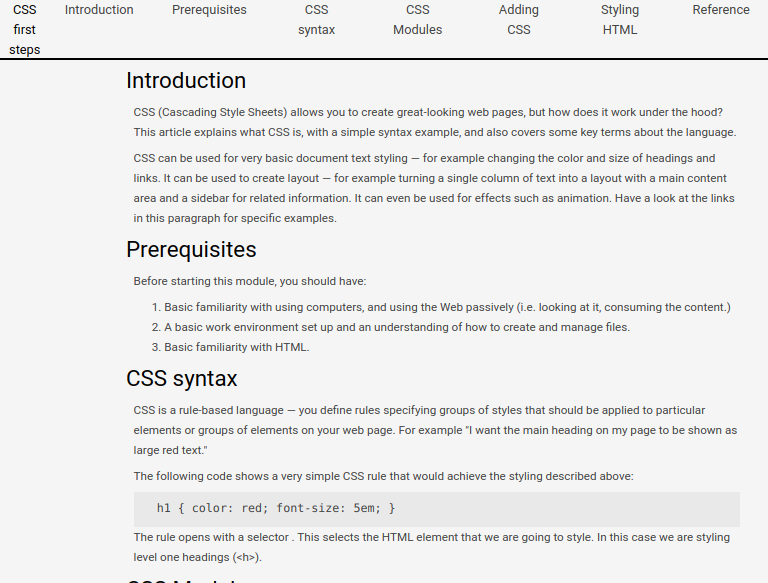 CSS first steps
Introduction
Prerequisites
CSS syntax
CSS Modules
Adding CSS
Styling HTML
Reference
Introduction
CSS (Cascading Style Sheets) allows you to create great-looking web pages, but how does it work under the hood?
This article explains what CSS is, with a simple syntax example, and also covers some key terms about the language.
CSS can be used for very basic document text styling — for example changing the color and size of headings and
links. It can be used to create layout — for example turning a single column of text into a layout with a main content
area and a sidebar for related information. It can even be used for effects such as animation. Have a look at the links
in this paragraph for specific examples.
Prerequisites
Before starting this module, you should have:
1. Basic familiarity with using computers, and using the Web passively (i.e. looking at it, consuming the content.)
2. A basic work environment set up and an understanding of how to create and manage files.
3. Basic familiarity with HTML.
CSS syntax
CSS is a rule-based language — you define rules specifying groups of styles that should be applied to particular
elements or groups of elements on your web page. For example "I want the main heading on my page to be shown as
large red text."
The following code shows a very simple CSS rule that would achieve the styling described above:
h1 { color: red; font-size: 5em; }
The rule opens with a selector . This selects the HTML element that we are going to style. In this case we are styling
level one headings (<h>).